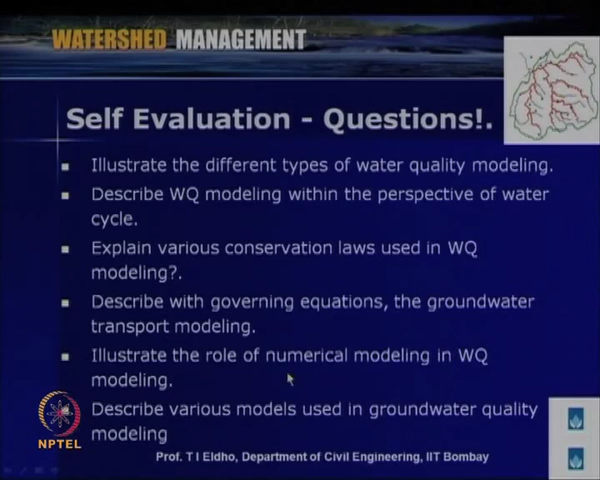 WATERSHED MANAGEMENT
Self Evaluation - Questions!.
Illustrate the different types of water quality modeling.
Describe WQ modeling within the perspective of water
cycle.
Explain various conservation laws used in WQ
modeling?.
Describe with governing equations, the groundwater
transport modeling.
Illustrate the role of numerical modeling in WQ
modeling.
Describe various models used in groundwater quality
modeling
NPTEL
Prof. T I Eldho, Department of Civil Engineering, IIT Bombay